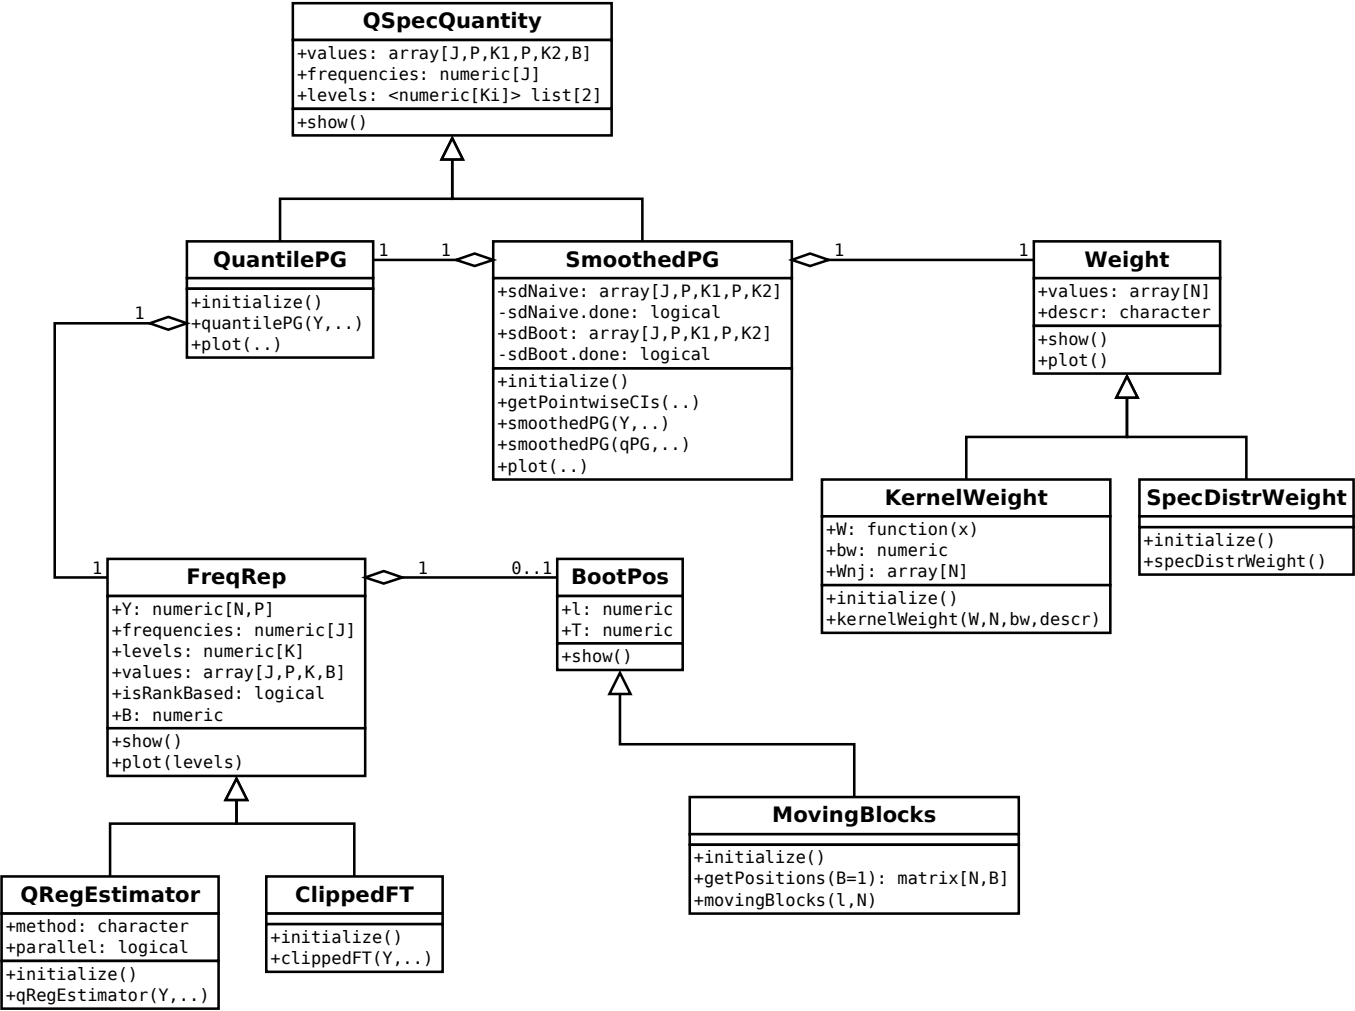 QSpecQuantity
+values: array[J,P,K1,P,K2,B]
+frequencies: numeric[J]
+levels: <numeric[Ki]> list[2]
+show()
QuantilePG
+initialize()
+quantilePG(Y,..)
+plot(..)
1
1
SmoothedPG
+sdNaive: array[J,P,K1,P,K2]
-sdNaive.done: logical
+sdBoot: array[J,P,K1,P,K2]
-sdBoot.done: logical
+initialize()
+getPointwiseCIs(..)
+smoothedPG(Y,..)
+smoothedPG(qPG,..)
+plot(..)
1
1
Weight
+values: array[N]
+descr: character
+show()
+plot()
1
1
KernelWeight
+W: function(x)
+bw: numeric
+Wnj: array[N]
+initialize()
+kernelWeight(W,N,bw,descr)
SpecDistrWeight
+initialize()
+specDistrWeight()
FreqRep
+Y: numeric[N,P]
+frequencies: numeric[J]
+levels: numeric[K]
+values: array[J,P,K,B]
+isRankBased: logical
+B: numeric
+show()
+plot(levels)
1
0..1
BootPos
+l: numeric
+T: numeric
+show()
MovingBlocks
+initialize()
+getPositions(B=1): matrix[N,B]
+movingBlocks(l,N)
QRegEstimator
+method: character
+parallel: logical
+initialize()
+qRegEstimator(Y,..)
ClippedFT
+initialize()
+clippedFT(Y,..)